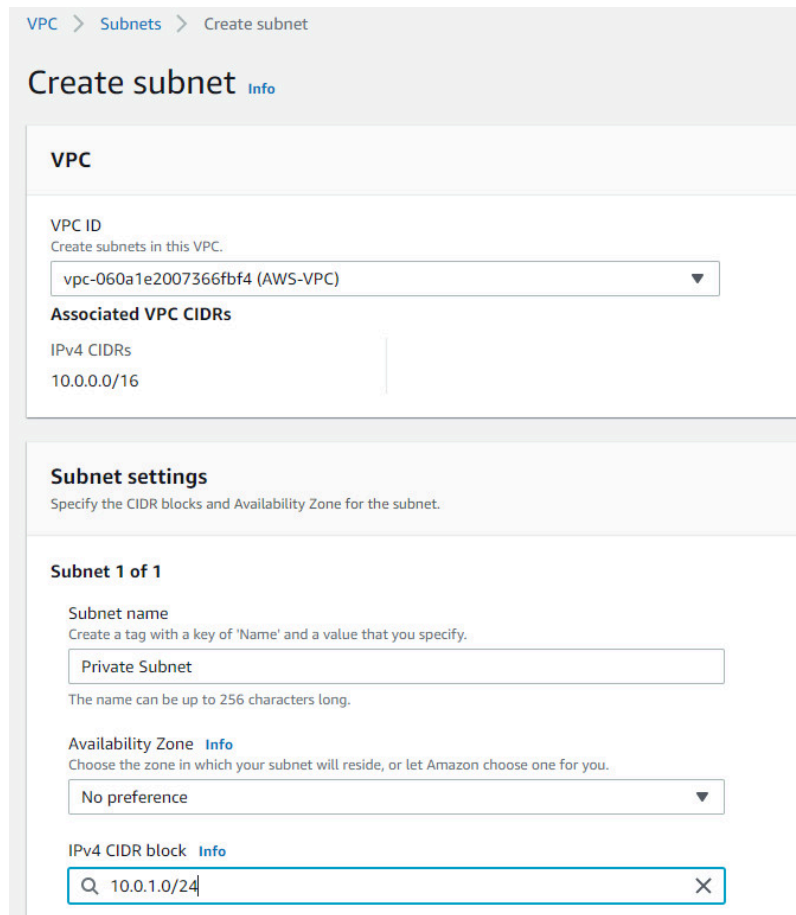 VPC > Subnets > Create subnet
Create subnet Info
VPC
VPC ID
Create subnets in this VPC.
vpc-060a1e2007366fbf4 (AWS-VPC)
Associated VPC CIDRs
IPv4 CIDRs
10.0.0.0/16
Subnet settings
Specify the CIDR blocks and Availability Zone for the subnet.
Subnet 1 of 1
Subnet name
Create a tag with a key of 'Name' and a value that you specify.
Private Subnet
The name can be up to 256 characters long.
Availability Zone Info
Choose the zone in which your subnet will reside, or let Amazon choose one for you.
No preference
IPv4 CIDR block Info
10.0.1.0/24